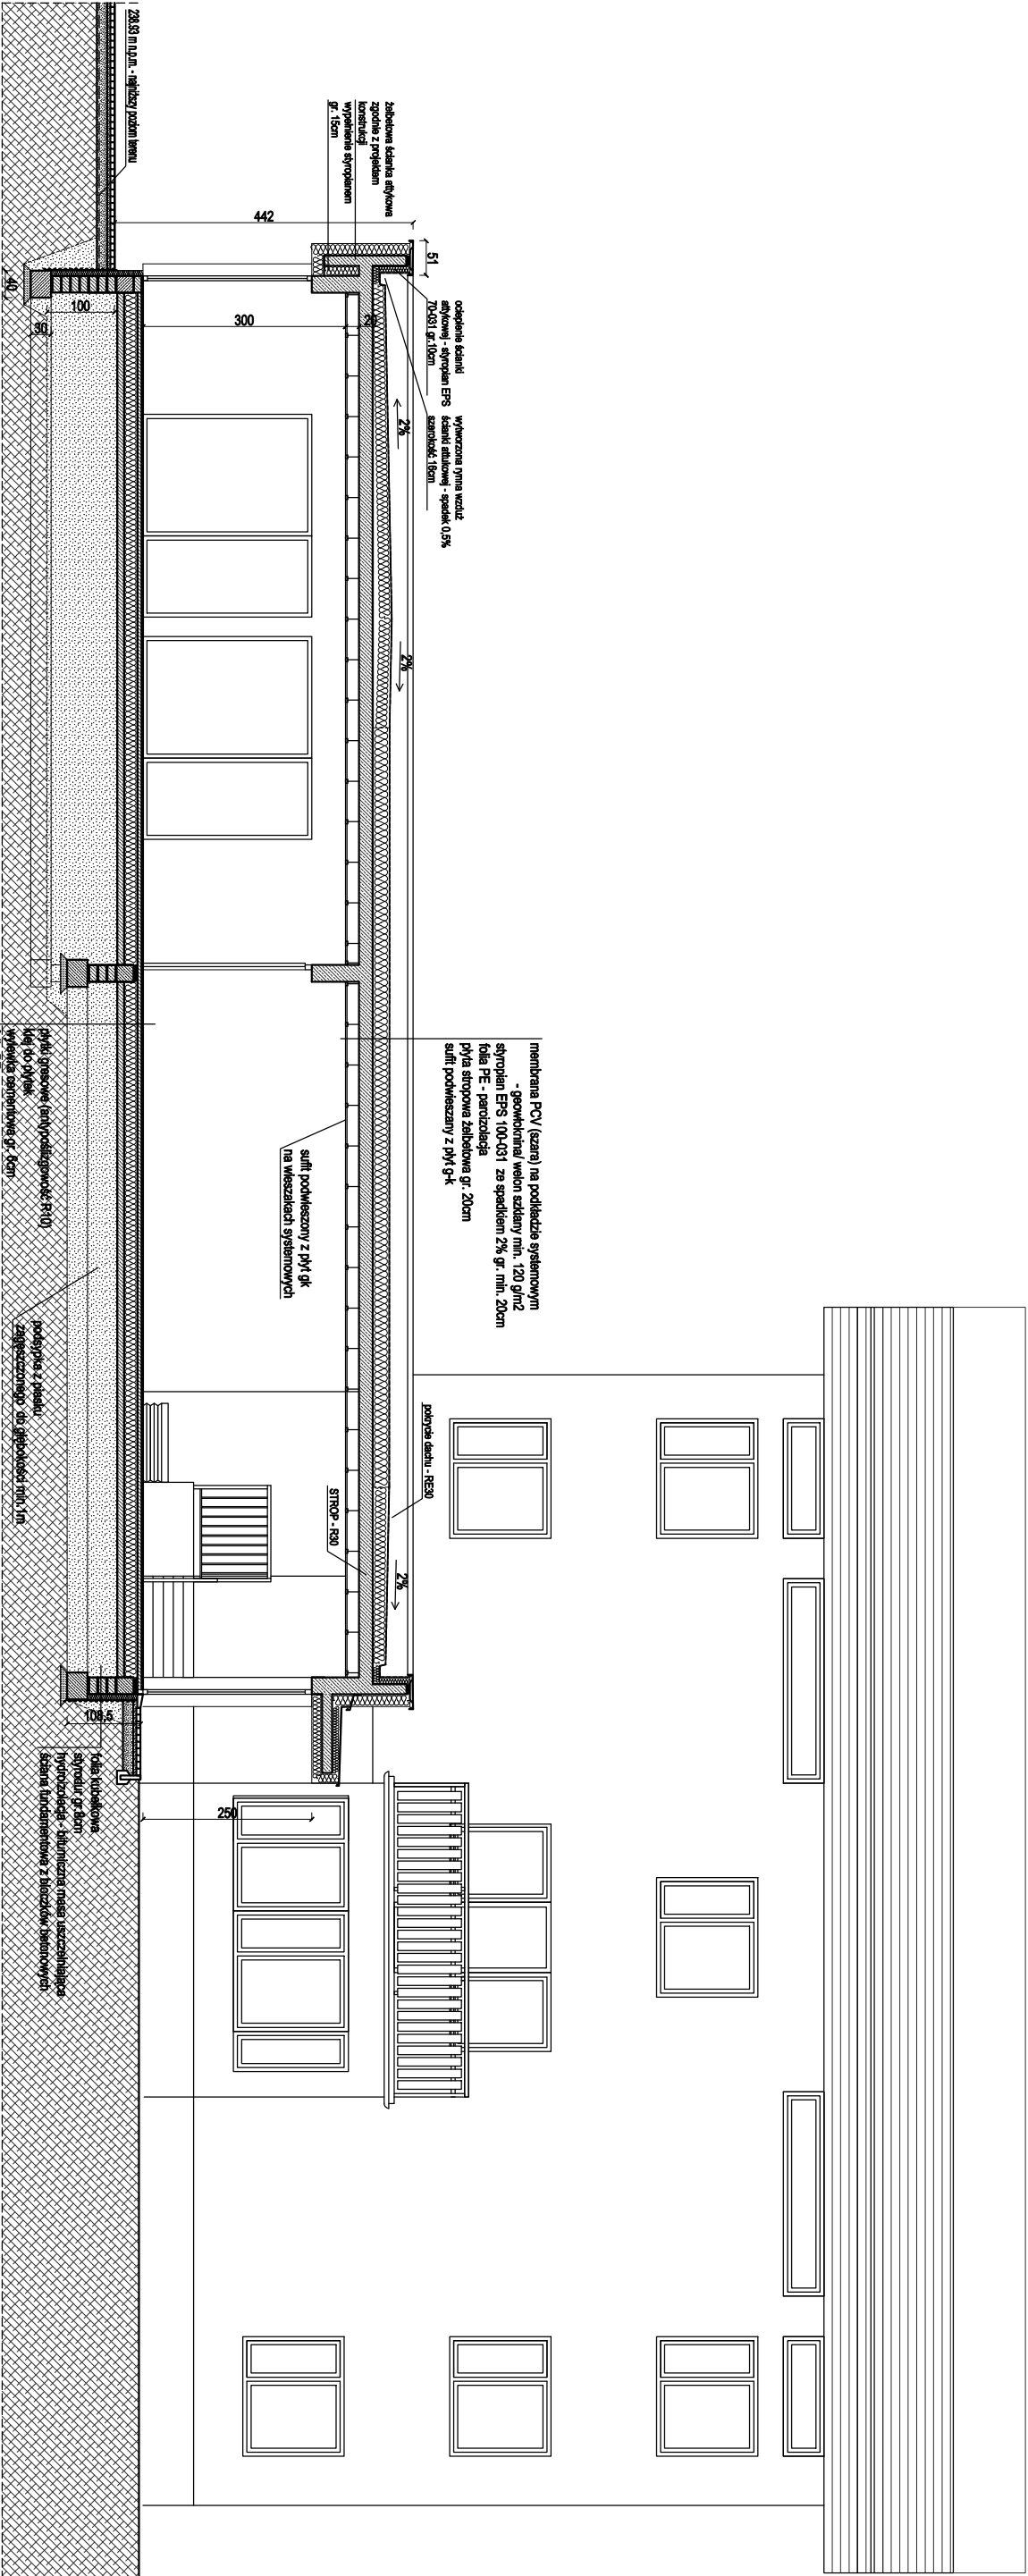 238.93 m n.p.m. - najniższy poziom terenu
żelbetowa ścianka attykowa
zgodnie z projektem
konstrukcji
wypełnienie styropianem
gr. 15cm
442
51
ocieplenie ścianki
attykowej - styropian EPS
70-031 gr.10cm
wytworzona rynna wzdłuż
ścianki attukowej - spadek 0,5%
szerokość 16cm
2%
2%
2%
40
100
30
300
20
membrana PCV (szara) na podkładzie systemowym
- geowłóknina/ welon szklany min. 120 g/m2
styropian EPS 100-031 ze spadkiem 2% gr. min. 20cm
folia PE - paroizolacja
płyta stropowa żelbetowa gr. 20cm
sufit podwieszany z płyt g-k
sufit podwieszony z płyt gk
na wieszakach systemowych
pokrycie dachu - RE30
STROP - R30
płytki gresowe (antypoślizgowość R10)
klej do płytek
wylewka cementowa gr. 8cm
podsypka z piasku
zagęszczonego do głębokości min. 1m
108,5
250
folia kubełkowa
styrodur gr.8cm
hydroizolacja - bitumiczna masa uszczelniająca
ściana fundamentowa z bloczków betonowych